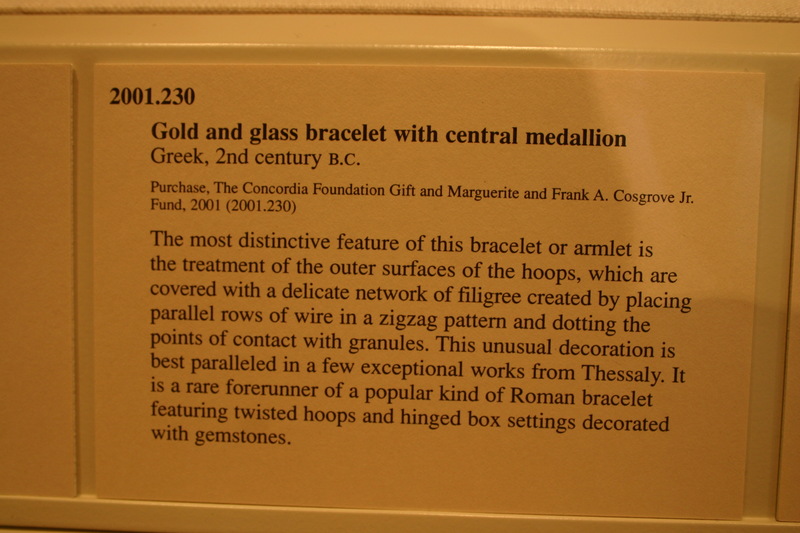 2001.230
Gold and glass bracelet with central medallion
Greek, 2nd century B.C.
Purchase, The Concordia Foundation Gift and Marguerite and Frank A. Cosgrove Jr.
Fund, 2001 (2001.230)
The most distinctive feature of this bracelet or armlet is
the treatment of the outer surfaces of the hoops, which are
covered with a delicate network of filigree created by placing
parallel rows of wire in a zigzag pattern and dotting the
points of contact with granules. This unusual decoration is
best paralleled in a few exceptional works from Thessaly. It
is a rare forerunner of a popular kind of Roman bracelet
featuring twisted hoops and hinged box settings decorated
with gemstones.